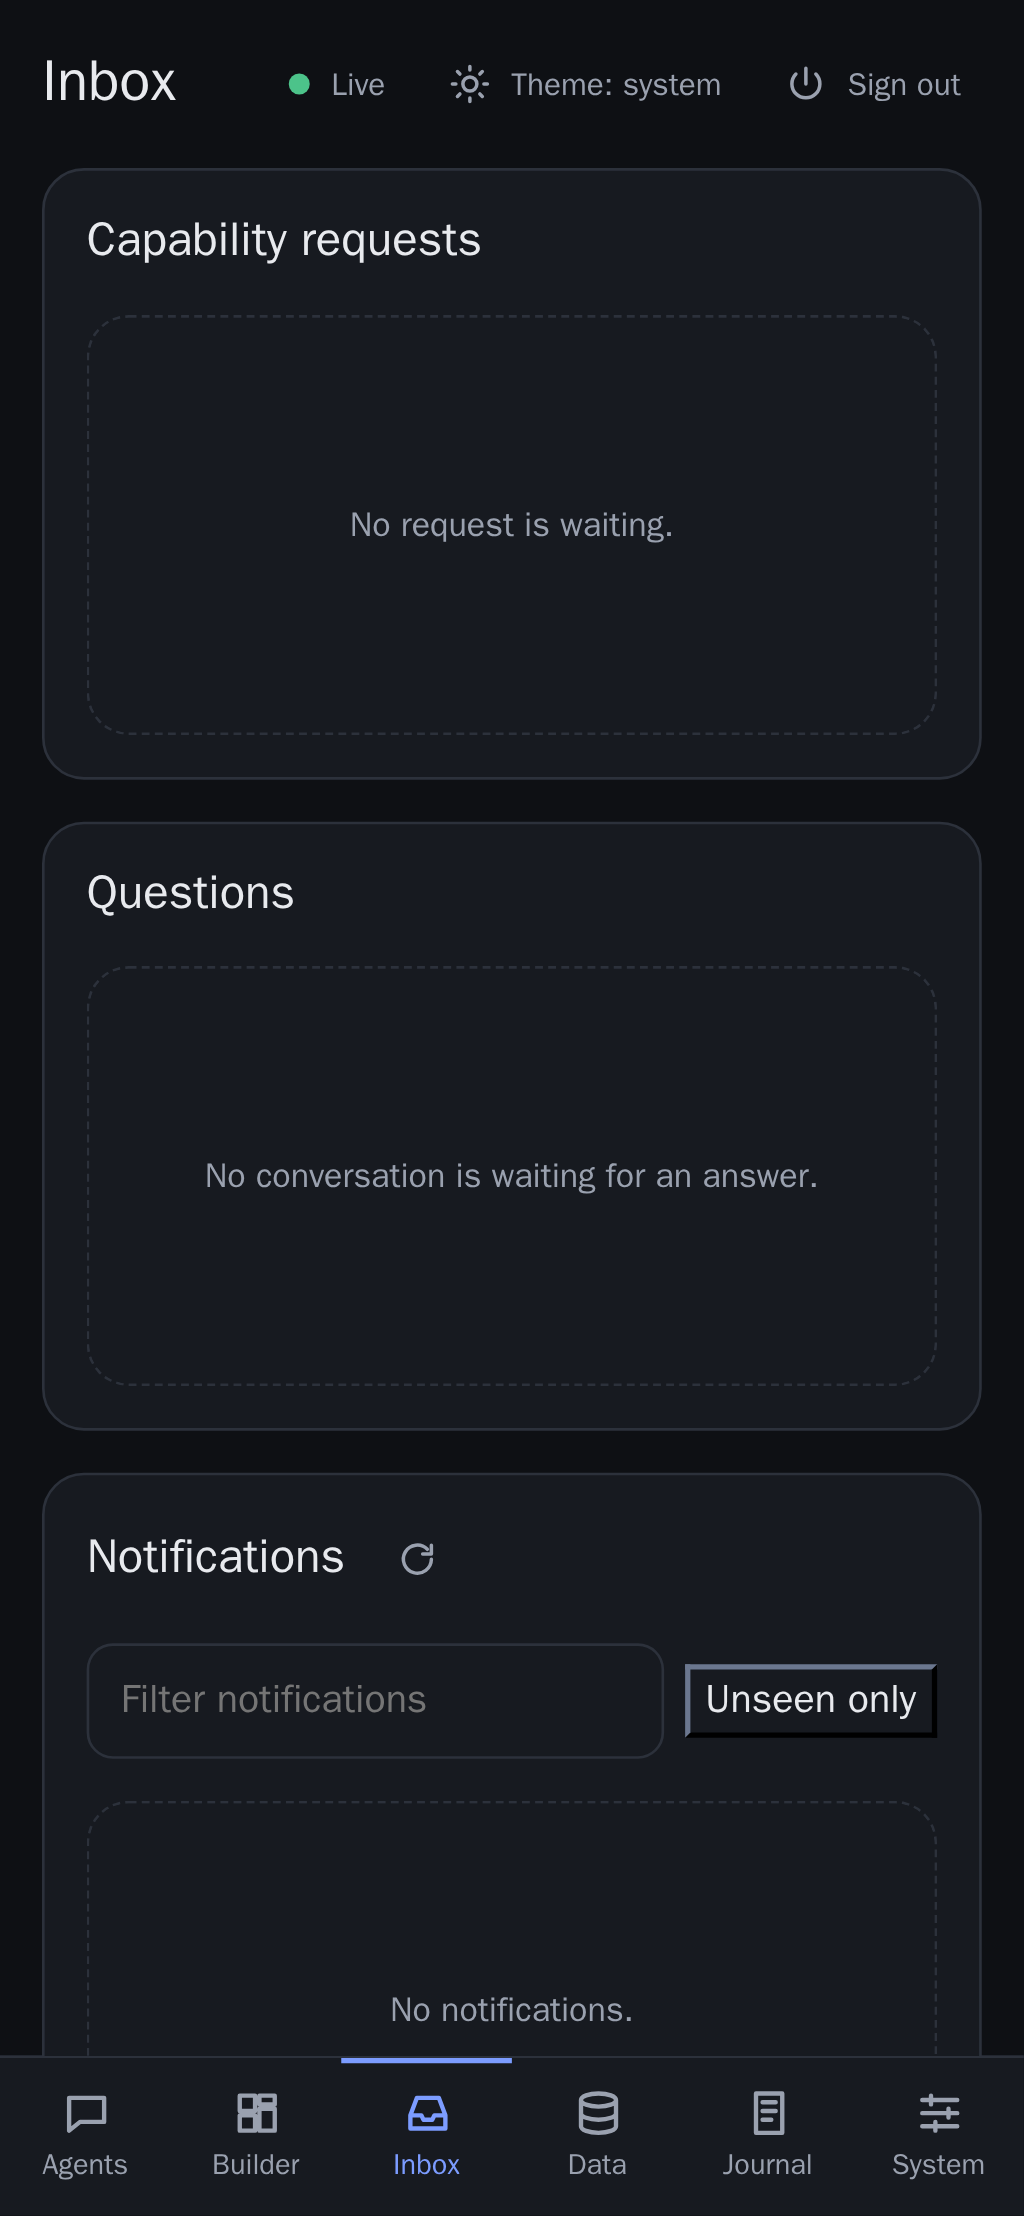 Inbox
Live
Theme: system
Sign out
Capability requests
No request is waiting.
Questions
No conversation is waiting for an answer.
Notifications
Filter notifications
Unseen only
No notifications.
Agents
Builder
Inbox
Data
Journal
System